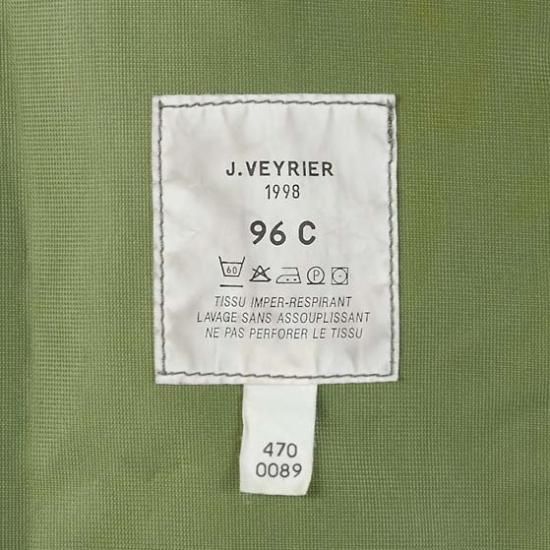 J.VEYRIER
1998
96 C
60 P
TISSU IMPER-RESPIRANT
LAVAGE SANS ASSOUPLISSANT
NE PAS PERFORER LE TISSU
470
0089